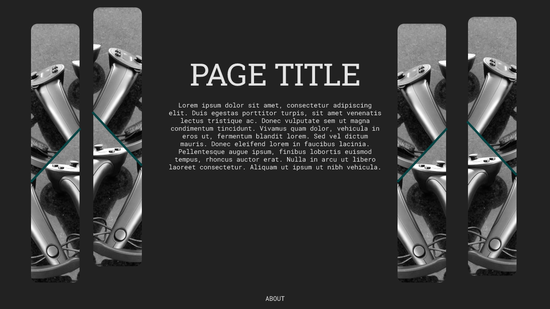 PAGE TITLE
Lorem ipsum dolor sit amet, consectetur adipiscing
elit. Duis egestas porttitor turpis, sit amet venenatis
lectus tristique ac. Donec vulputate sem ut magna
condimentum tincidunt. Vivamus quam dolor, vehicula in
eros ut, fermentum blandit lorem. Sed vel dictum
mauris. Donec eleifend lorem in faucibus lacinia.
Pellentesque augue ipsum, finibus lobortis euismod
tempus, rhoncus auctor erat. Nulla in arcu ut libero
laoreet consectetur. Aliquam ut ipsum ut nibh vehicula.
ABOUT